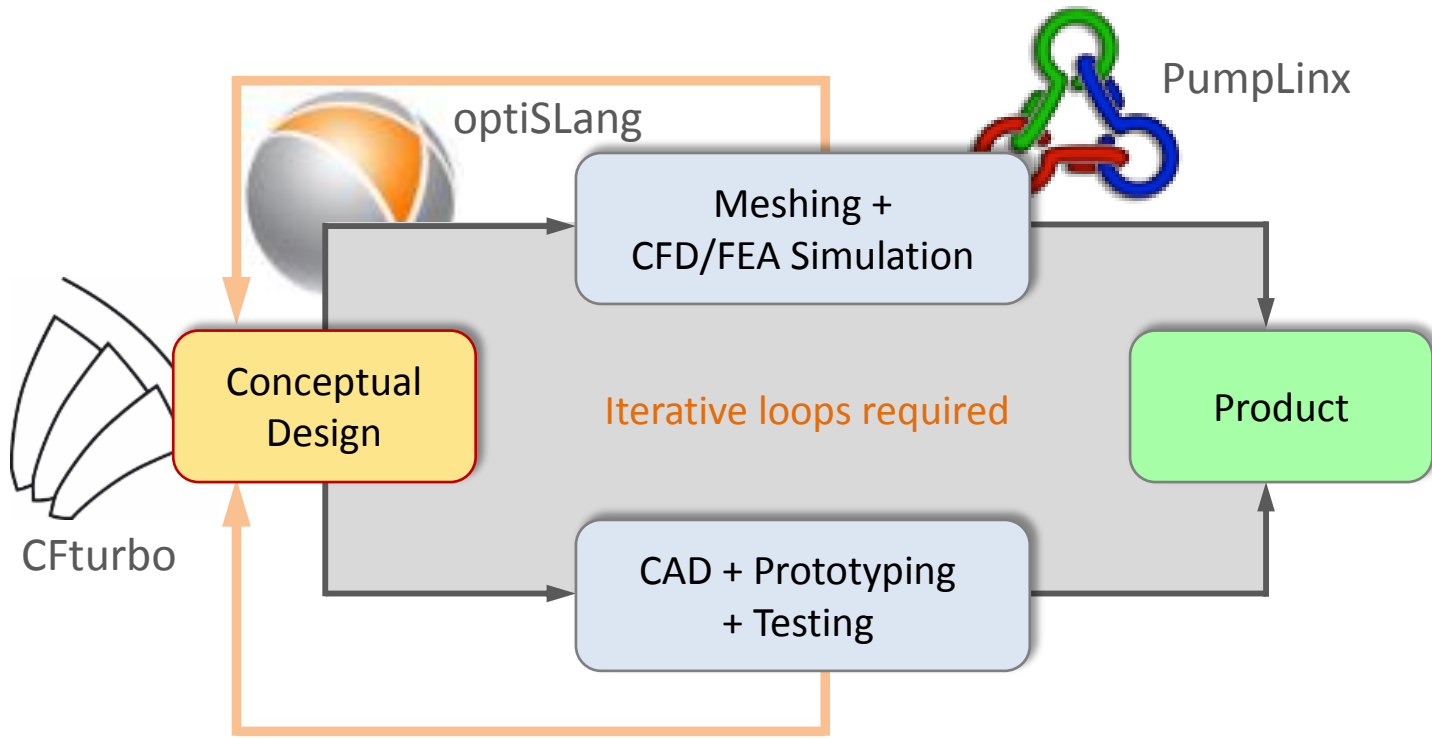 PumpLinx
optiSLang
Meshing +
CFD/FEA Simulation
Conceptual
Design
Iterative loops required
Product
CFturbo
CAD + Prototyping
+ Testing